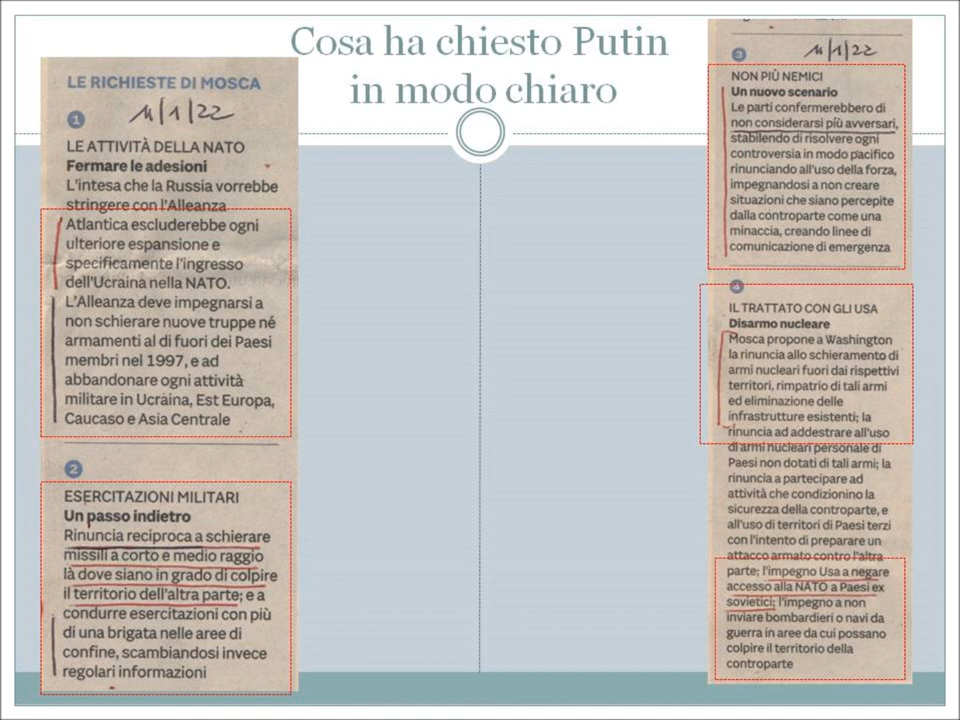 Cosa ha chiesto Putin
in modo chiaro
LE RICHIESTE DI MOSCA
11/1/22
1
LE ATTIVITÀ DELLA NATO
Fermare le adesioni
L'intesa che la Russia vorrebbe
stringere con l'Alleanza
Atlantica escluderebbe ogni
ulteriore espansione e
specificamente l'ingresso
dell'Ucraina nella NATO.
L'Alleanza deve impegnarsi a
non schierare nuove truppe né
armamenti al di fuori dei Paesi
membri nel 1997, e ad
abbandonare ogni attività
militare in Ucraina, Est Europa,
Caucaso e Asia Centrale
2
ESERCITAZIONI MILITARI
Un passo indietro
Rinuncia reciproca a schierare
missili a corto e medio raggio
là dove siano in grado di colpire
il territorio dell'altra parte; e a
condurre esercitazioni con più
di una brigata nelle aree di
confine, scambiandosi invece
regolari informazioni
3
11/1/22
NON PIÙ NEMICI
Un nuovo scenario
Le parti confermerebbero di
non considerarsi più avversari,
stabilendo di risolvere ogni
controversia in modo pacifico
rinunciando all'uso della forza,
impegnandosi a non creare
situazioni che siano percepite
dalla controparte come una
minaccia, creando linee di
comunicazione di emergenza
4
IL TRATTATO CON GLI USA
Disarmo nucleare
Mosca propone a Washington
la rinuncia allo schieramento di
armi nucleari fuori dai rispettivi
territori, rimpatrio di tali armi
ed eliminazione delle
infrastrutture esistenti; la
rinuncia ad addestrare all'uso
di armi nucleari personale di
Paesi non dotati di tali armi; la
rinuncia a partecipare ad
attività che condizionino la
sicurezza della controparte, e
all'uso di territori di Paesi terzi
con l'intento di preparare un
attacco armato contro l'altra
parte; l'impegno Usa a negare
accesso alla NATO a Paesi ex
sovietici; l'impegno a non
inviare bombardieri o navi da
guerra in aree da cui possano
colpire il territorio della
controparte